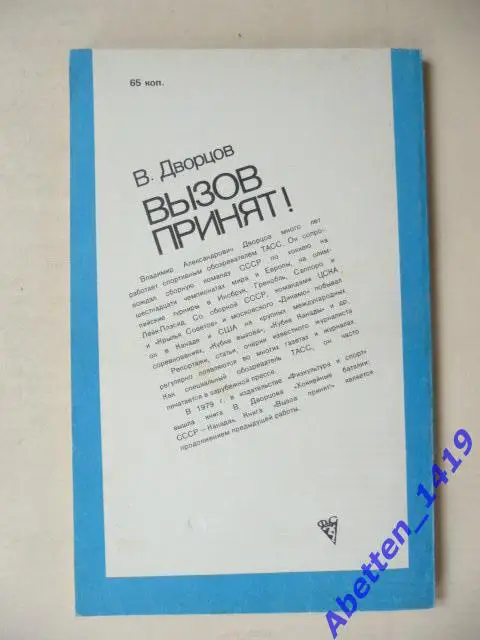 65 коп.
В. Дворцов
ВЫЗОВ
ПРИНЯТ!
Владимир Александрович Дворцов много лет
работает спортивным обозревателем ТАСС. Он сопро-
вождал сборную команду СССР по хоккею на
шестнадцати чемпионатах мира и Европы, на олим-
пийские турниры в Инсбрук, Гренобль, Саппоро и
Лейк-Плэсид. Со сборной СССР, командами ЦСКА,
«Крылья Советов» и московского «Динамо» побывал
он в Канаде и США на крупных международных
соревнованиях, «Кубке вызова», «Кубке Канады» и др.
Репортажи, статьи, очерки известного журналиста
регулярно появляются во многих газетах и журналах.
Как специальный обозреватель ТАСС, он часто
печатается в зарубежной прессе.
В 1979 г. в издательстве «Физкультура и спорт»
вышла книга В. Дворцова «Хоккейные баталии:
СССР — Канада». Книга «Вызов принят!» является
продолжением предыдущей работы.
ФиС
Abetten_1419